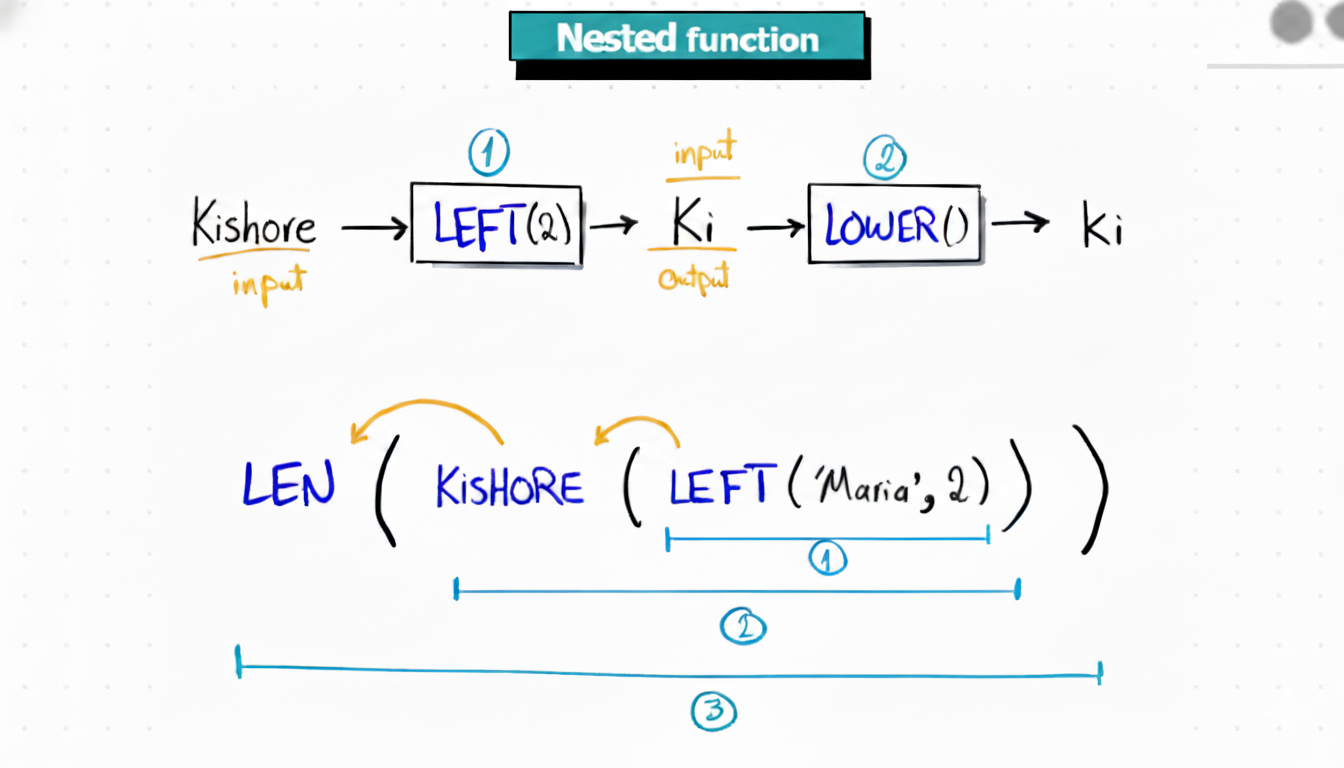 Nested function
1 input 2
Kishore → LEFT(2) → Ki → LOWER() → ki
input output
LEN ( KisHORE ( LEFT ('Maria', 2) ) )
1
2
3